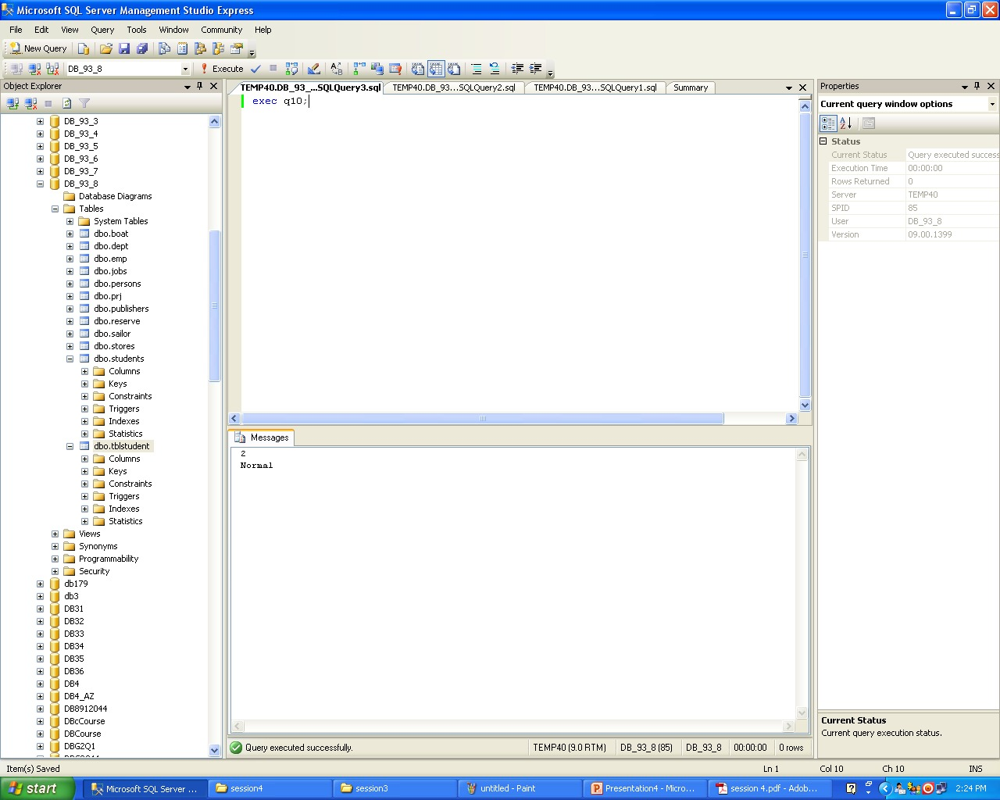 Microsoft SQL Server Management Studio Express
File Edit View Query Tools Window Community Help
New Query
DB_93_8 Execute
Object Explorer
DB_93_3
DB_93_4
DB_93_5
DB_93_6
DB_93_7
DB_93_8
Database Diagrams
Tables
System Tables
dbo.boat
dbo.dept
dbo.emp
dbo.jobs
dbo.persons
dbo.prj
dbo.publishers
dbo.reserve
dbo.sailor
dbo.stores
dbo.students
Columns
Keys
Constraints
Triggers
Indexes
Statistics
dbo.tblstudent
Columns
Keys
Constraints
Triggers
Indexes
Statistics
Views
Synonyms
Programmability
Security
db179
db3
DB31
DB32
DB33
DB34
DB35
DB36
DB4
DB4_AZ
DB8912044
DBcCourse
DBCourse
DBG2Q1
TEMP40.DB_93_...SQLQuery3.sql TEMP40.DB_93...SQLQuery2.sql TEMP40.DB_93...SQLQuery1.sql Summary
exec q10;
Messages
2
Normal
Query executed successfully. TEMP40 (9.0 RTM) DB_93_8 (85) DB_93_8 00:00:00 0 rows
Properties
Current query window options
Status
Current Status Query executed success
Execution Time 00:00:00
Rows Returned 0
Server TEMP40
SPID 85
User DB_93_8
Version 09.00.1399
Current Status
Current query execution status.
Item(s) Saved Ln 1 Col 10 Ch 10 INS
start Microsoft SQL Server ... session4 session3 untitled - Paint Presentation4 - Micro... session 4.pdf - Adob... 2:24 PM